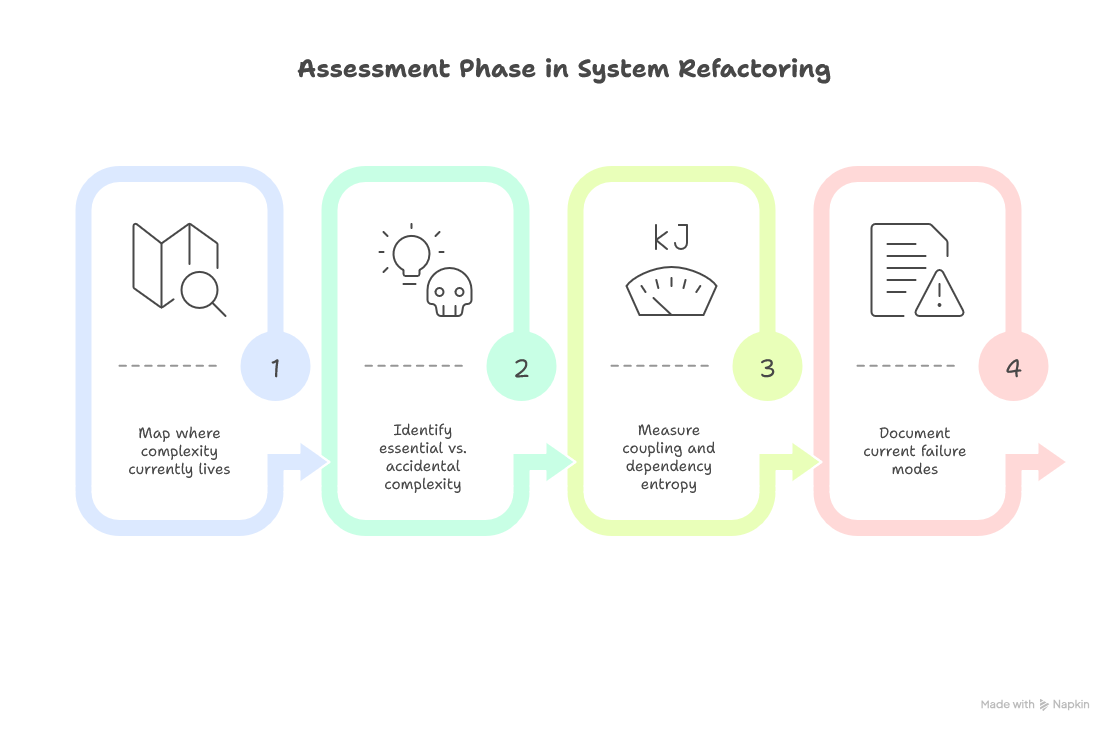 Assessment Phase in System Refactoring
kJ
1
2
3
4
Map where
complexity
currently lives
Identify
essential vs.
accidental
complexity
Measure
coupling and
dependency
entropy
Document
current failure
modes
Made with Napkin